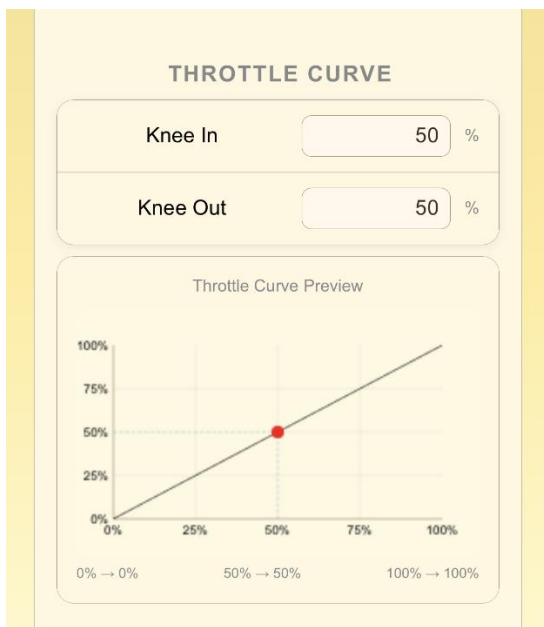 THROTTLE CURVE
Knee In 50 %
Knee Out 50 %
Throttle Curve Preview
100%
75%
50%
25%
0%
0% 25% 50% 75% 100%
0% → 0% 50% → 50% 100% → 100%